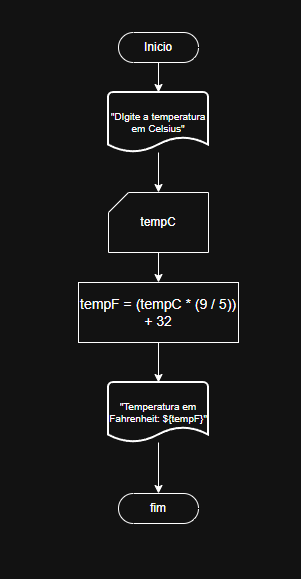 Inicio
"DIgite a temperatura
em Celsius"
tempC
tempF = (tempC * (9 / 5))
+ 32
"Temperatura em
Fahrenheit: ${tempF}"
fim